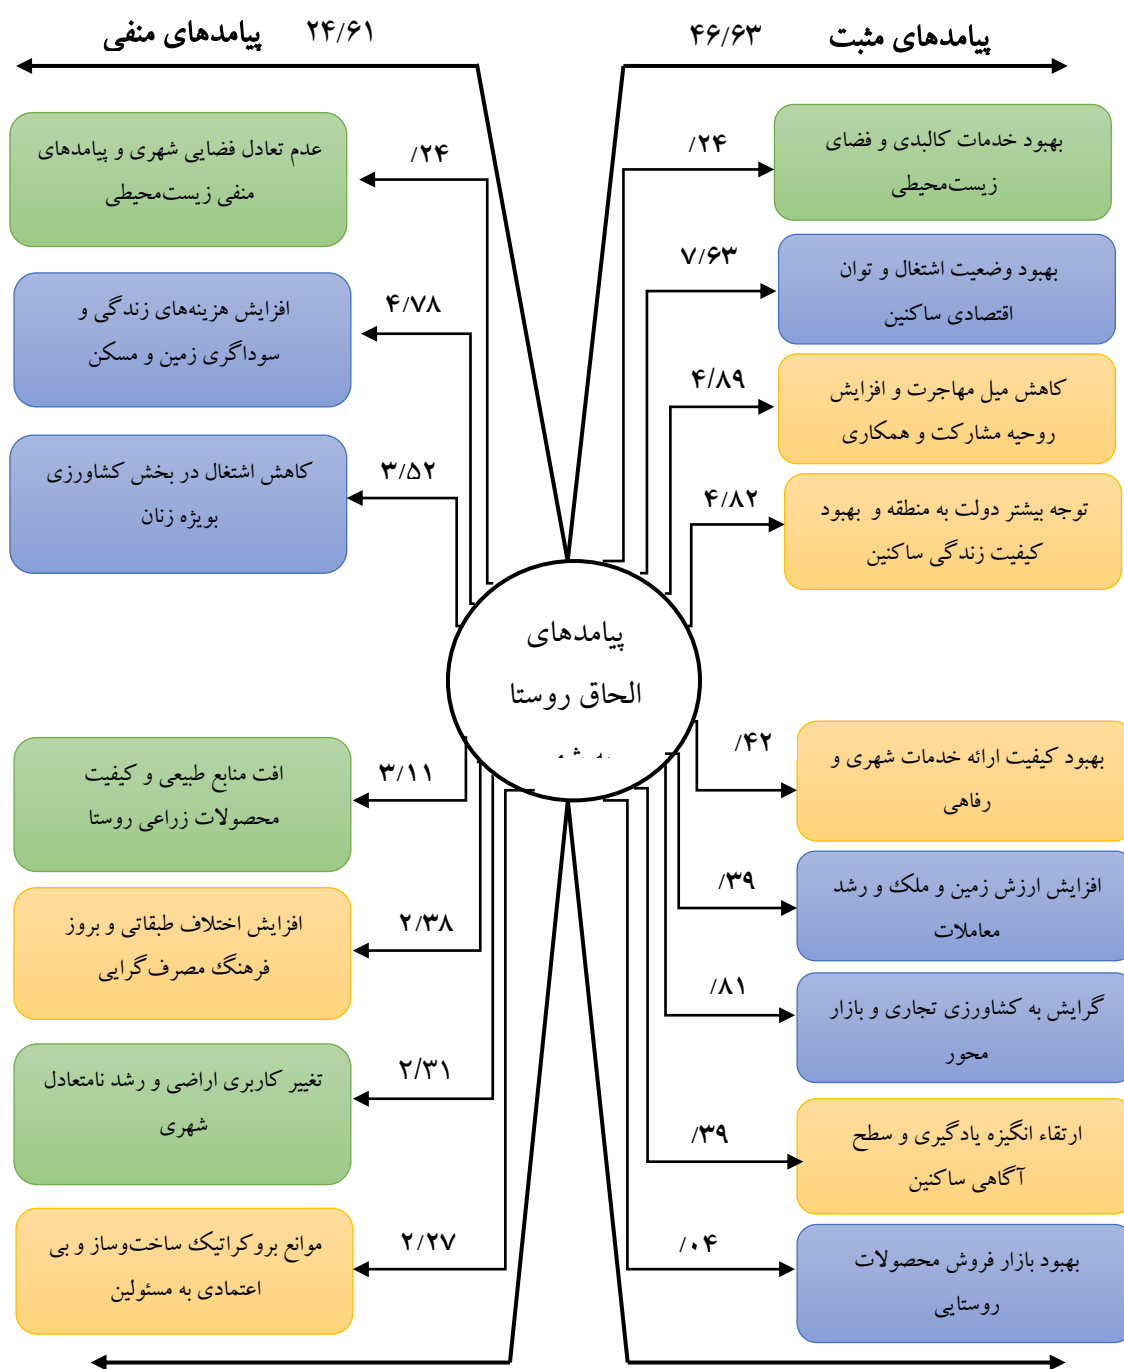 پیامدهای مثبت ۴۶/۶۳
/۲۴
بهبود خدمات کالبدی و فضای
زیست‌محیطی
۷/۶۳
بهبود وضعیت اشتغال و توان
اقتصادی ساکنین
۴/۸۹
کاهش میل مهاجرت و افزایش
روحیه مشارکت و همکاری
۴/۸۲
توجه بیشتر دولت به منطقه و بهبود
کیفیت زندگی ساکنین
/۴۲
بهبود کیفیت ارائه خدمات شهری و
رفاهی
/۳۹
افزایش ارزش زمین و ملک و رشد
معاملات
/۸۱
گرایش به کشاورزی تجاری و بازار
محور
/۳۹
ارتقاء انگیزه یادگیری و سطح
آگاهی ساکنین
/۰۴
بهبود بازار فروش محصولات
روستایی
پیامدهای
الحاق روستا
پیامدهای منفی ۲۴/۶۱
/۲۴
عدم تعادل فضایی شهری و پیامدهای
منفی زیست‌محیطی
۴/۷۸
افزایش هزینه‌های زندگی و
سوداگری زمین و مسکن
۳/۵۲
کاهش اشتغال در بخش کشاورزی
بویژه زنان
۳/۱۱
افت منابع طبیعی و کیفیت
محصولات زراعی روستا
۲/۳۸
افزایش اختلاف طبقاتی و بروز
فرهنگ مصرف‌گرایی
۲/۳۱
تغییر کاربری اراضی و رشد نامتعادل
شهری
۲/۲۷
موانع بروکراتیک ساخت‌وساز و بی
اعتمادی به مسئولین